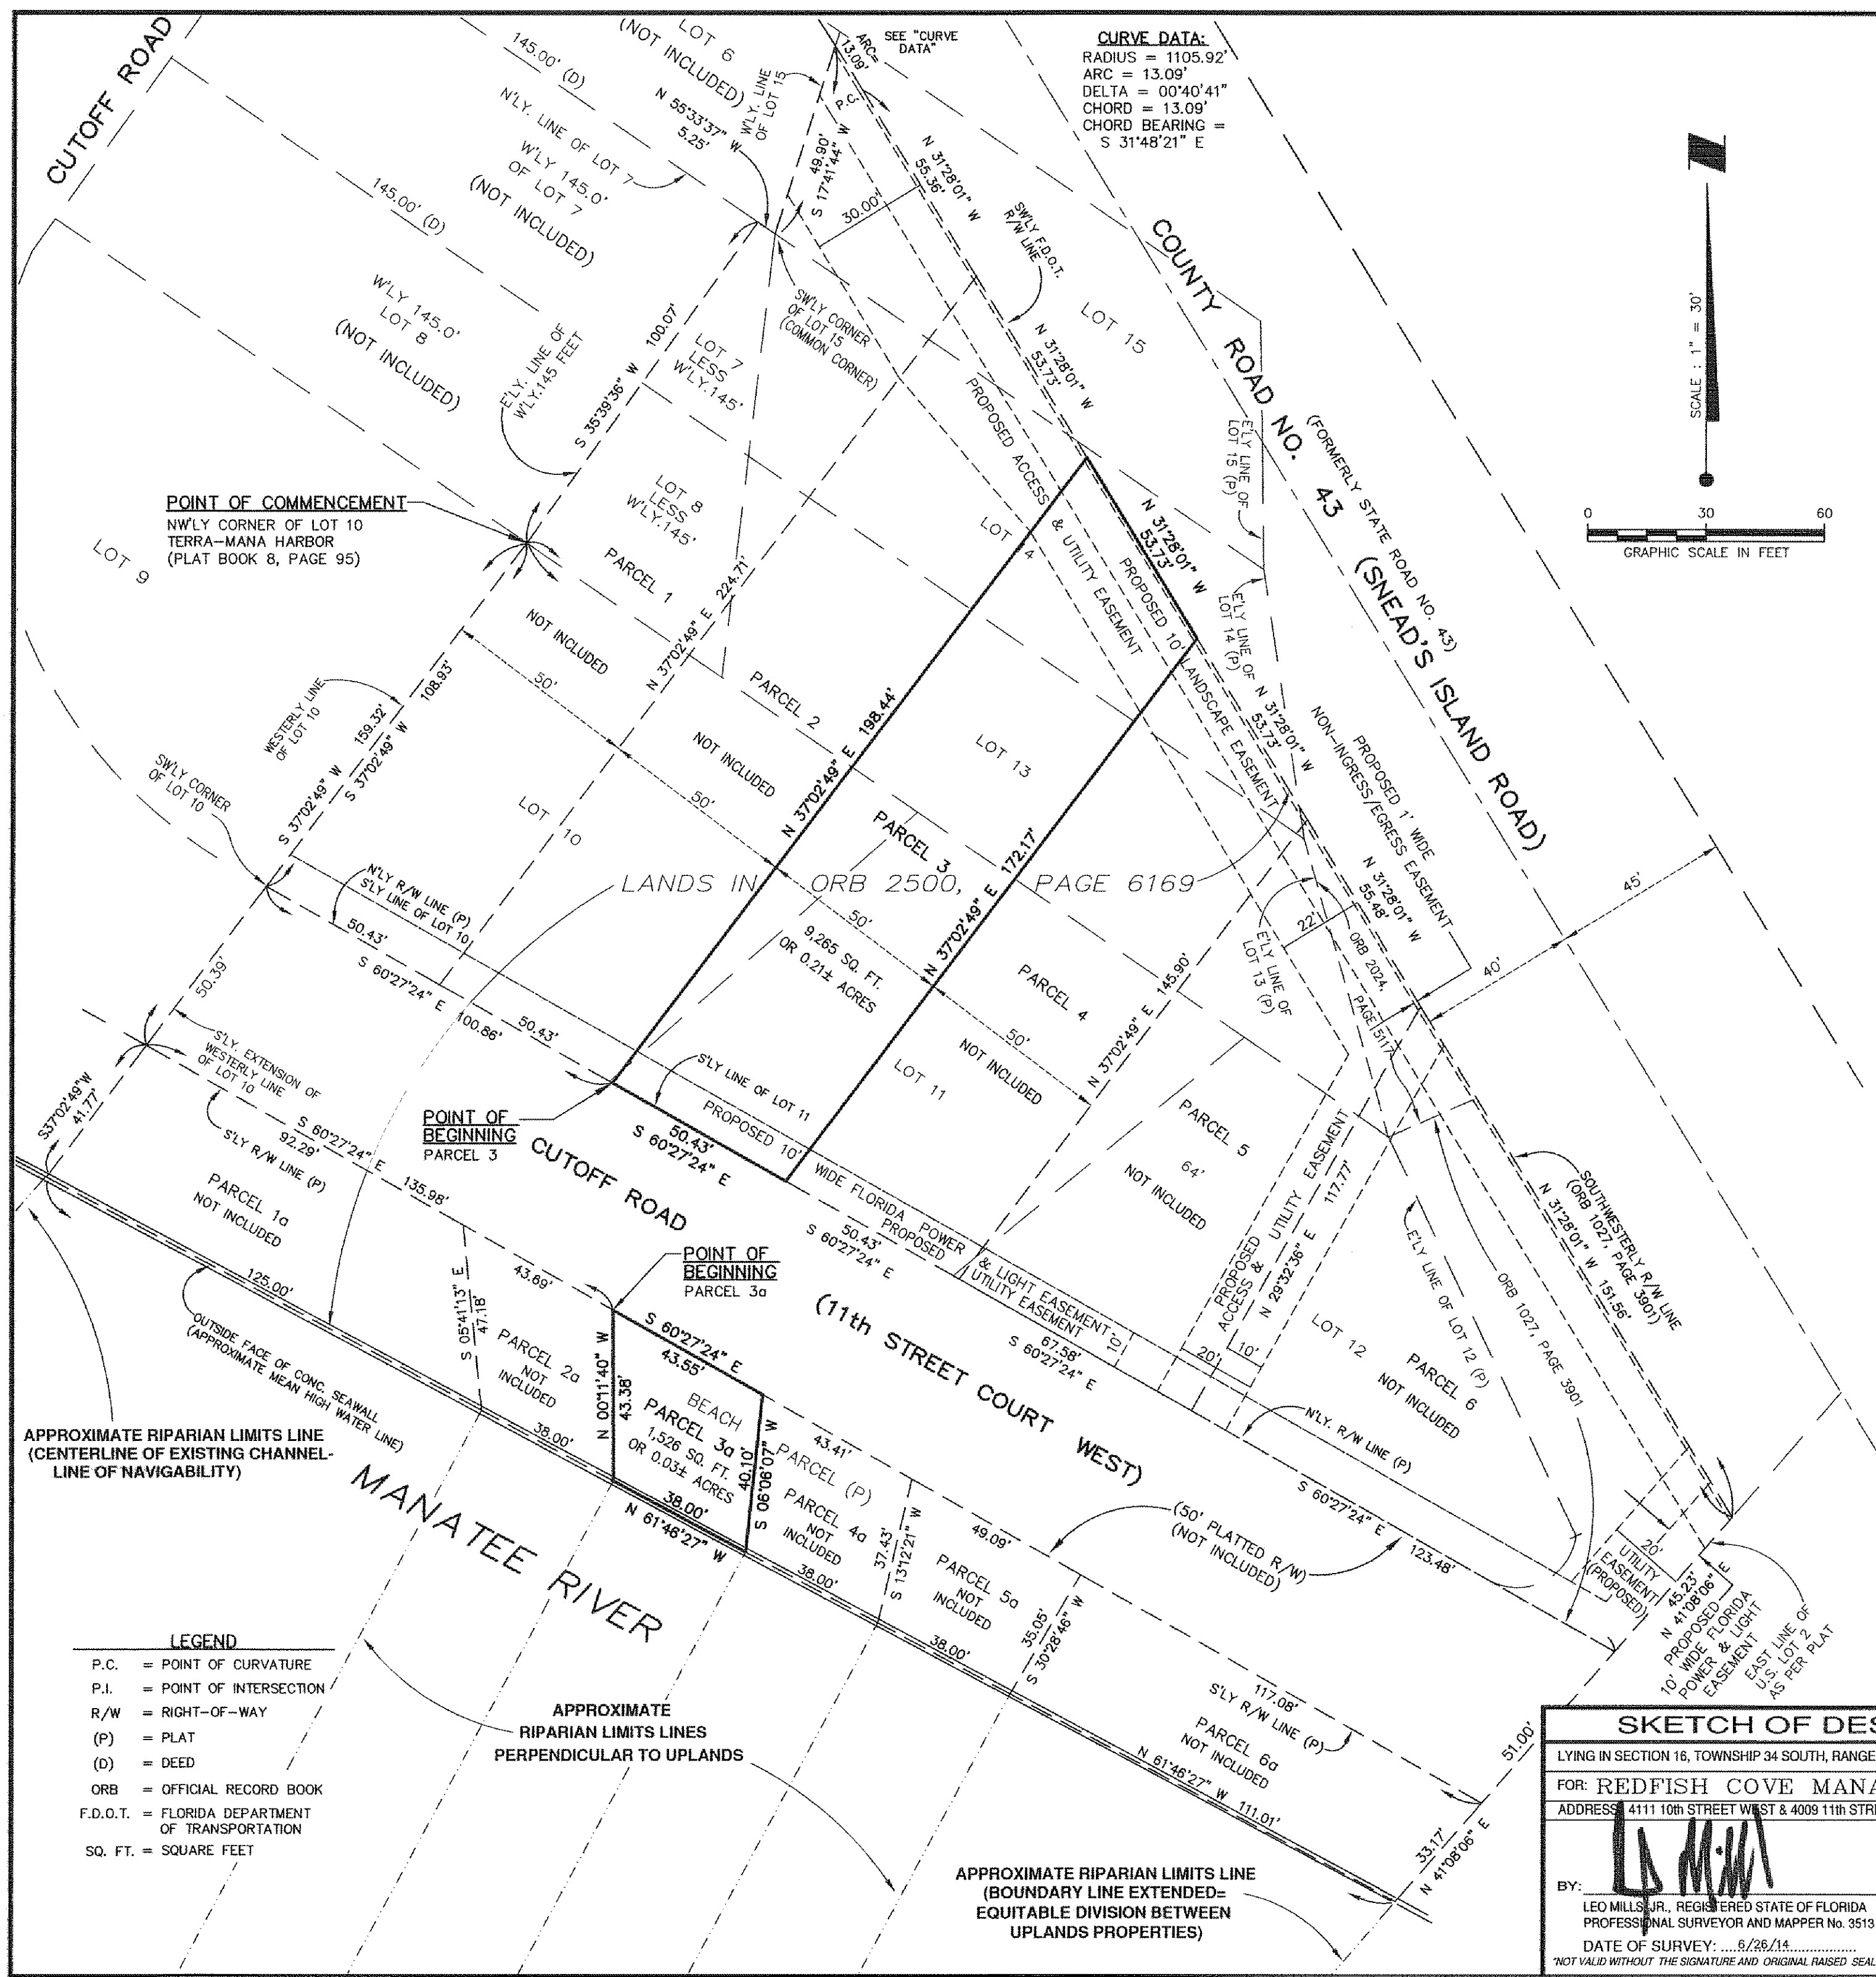 CUTOFF ROAD
145.00' (D)
LOT 6
(NOT INCLUDED)
N'LY. LINE OF LOT 7
N 55°33'37" W
5.25'
W'LY. LINE
OF LOT 15
ARC=
13.09'
SEE "CURVE
DATA"
P.C.
CURVE DATA:
RADIUS = 1105.92'
ARC = 13.09'
DELTA = 00°40'41"
CHORD = 13.09'
CHORD BEARING =
S 31°48'21" E
49.90'
S 17°41'44" W
30.00'
N 31°28'01" W
55.36'
SW'LY F.D.O.T.
R/W LINE
W'LY 145.0'
OF LOT 7
(NOT INCLUDED)
145.00' (D)
W'LY 145.0'
LOT 8
(NOT INCLUDED)
E'LY. LINE OF
W'LY.145 FEET
S 35°39'36" W 100.07'
LOT 7
LESS
W'LY.145'
SW'LY CORNER
OF LOT 15
(COMMON CORNER)
N 31°28'01" W
53.73'
LOT 15
COUNTY ROAD NO. 43
(FORMERLY STATE ROAD NO. 43)
(SNEAD'S ISLAND ROAD)
SCALE : 1" = 30'
0 30 60
GRAPHIC SCALE IN FEET
POINT OF COMMENCEMENT
NW'LY CORNER OF LOT 10
TERRA-MANA HARBOR
(PLAT BOOK 8, PAGE 95)
LOT 9
LOT 8
LESS
W'LY.145'
PARCEL 1
NOT INCLUDED
N 37°02'49" E 224.71'
PROPOSED ACCESS & UTILITY EASEMENT
LOT 14
PROPOSED 10' LANDSCAPE EASEMENT
N 31°28'01" W
53.73'
E'LY LINE OF
LOT 15 (P)
E'LY LINE OF
LOT 14 (P)
N 31°28'01" W
53.73'
PROPOSED 1' WIDE
NON-INGRESS/EGRESS EASEMENT
N 31°28'01" W
55.48'
45'
40'
22'
WESTERLY LINE
OF LOT 10
108.93'
159.32'
S 37°02'49" W
S 37°02'49" W
SW'LY CORNER
OF LOT 10
50'
PARCEL 2
NOT INCLUDED
50'
LOT 10
N 37°02'49" E 198.44'
LOT 13
PARCEL 3
N 37°02'49" E 172.17'
LANDS IN ORB 2500, PAGE 6169
50'
9,265 SQ. FT.
OR 0.21± ACRES
PARCEL 4
NOT INCLUDED
50'
LOT 11
N 37°02'49" E 145.90'
E'LY LINE OF
LOT 13 (P)
ORB 2024,
PAGE 5117
N'LY R/W LINE (P)
S'LY LINE OF LOT 10
50.43'
S 60°27'24" E
100.86'
50.43'
50.39'
S'LY. EXTENSION OF
WESTERLY LINE
OF LOT 10
S37°02'49"W
41.77'
S'LY LINE OF LOT 11
POINT OF
BEGINNING
PARCEL 3
50.43'
S 60°27'24" E
PROPOSED 10' WIDE FLORIDA POWER
& LIGHT EASEMENT
PROPOSED
UTILITY EASEMENT
50.43'
S 60°27'24" E
67.58'
S 60°27'24" E
10'
PARCEL 5
64'
NOT INCLUDED
PROPOSED
ACCESS & UTILITY EASEMENT
N 29°32'36" E 117.77'
20'
10'
LOT 12
PARCEL 6
NOT INCLUDED
E'LY LINE OF LOT 12 (P)
ORB 1027, PAGE 3901
SOUTHWESTERLY R/W LINE
(ORB 1027, PAGE 3901)
N 31°28'01" W 151.56'
CUTOFF ROAD
(11th STREET COURT WEST)
(50' PLATTED R/W)
(NOT INCLUDED)
N'LY. R/W LINE (P)
S 60°27'24" E
123.48'
20'
UTILITY
EASEMENT
(PROPOSED)
45.23'
N 41°08'06" E
PROPOSED
10' WIDE FLORIDA
POWER & LIGHT
EASEMENT
EAST LINE OF
U.S. LOT 2
AS PER PLAT
S 60°27'24" E
92.29'
S'LY R/W LINE (P)
135.98'
PARCEL 1a
NOT INCLUDED
125.00'
43.69'
S 05°41'13" E
47.18'
PARCEL 2a
NOT
INCLUDED
38.00'
POINT OF
BEGINNING
PARCEL 3a
S 60°27'24" E
43.55'
N 00°11'40" W
43.38'
BEACH PARCEL (P)
PARCEL 3a
1,526 SQ. FT.
OR 0.03± ACRES
38.00'
N 61°46'27" W
40.10'
S 06°06'07" W
43.41'
PARCEL 4a
NOT
INCLUDED
38.00'
37.43'
S 13°12'21" W
49.09'
PARCEL 5a
NOT
INCLUDED
38.00'
35.05'
S 30°28'46" W
117.08'
S'LY R/W LINE (P)
PARCEL 6a
NOT INCLUDED
N 61°46'27" W 111.01'
51.00'
33.17'
N 41°08'06" E
OUTSIDE FACE OF CONC. SEAWALL
(APPROXIMATE MEAN HIGH WATER LINE)
APPROXIMATE RIPARIAN LIMITS LINE
(CENTERLINE OF EXISTING CHANNEL-
LINE OF NAVIGABILITY)
MANATEE RIVER
LEGEND
P.C. = POINT OF CURVATURE
P.I. = POINT OF INTERSECTION
R/W = RIGHT-OF-WAY
(P) = PLAT
(D) = DEED
ORB = OFFICIAL RECORD BOOK
F.D.O.T. = FLORIDA DEPARTMENT
OF TRANSPORTATION
SQ. FT. = SQUARE FEET
APPROXIMATE
RIPARIAN LIMITS LINES
PERPENDICULAR TO UPLANDS
APPROXIMATE RIPARIAN LIMITS LINE
(BOUNDARY LINE EXTENDED=
EQUITABLE DIVISION BETWEEN
UPLANDS PROPERTIES)
SKETCH OF DES
LYING IN SECTION 16, TOWNSHIP 34 SOUTH, RANGE
FOR: REDFISH COVE MANA
ADDRESS 4111 10th STREET WEST & 4009 11th STR
BY:
LEO MILLS, JR., REGISTERED STATE OF FLORIDA
PROFESSIONAL SURVEYOR AND MAPPER No. 3513
DATE OF SURVEY: 6/26/14
*NOT VALID WITHOUT THE SIGNATURE AND ORIGINAL RAISED SEAL